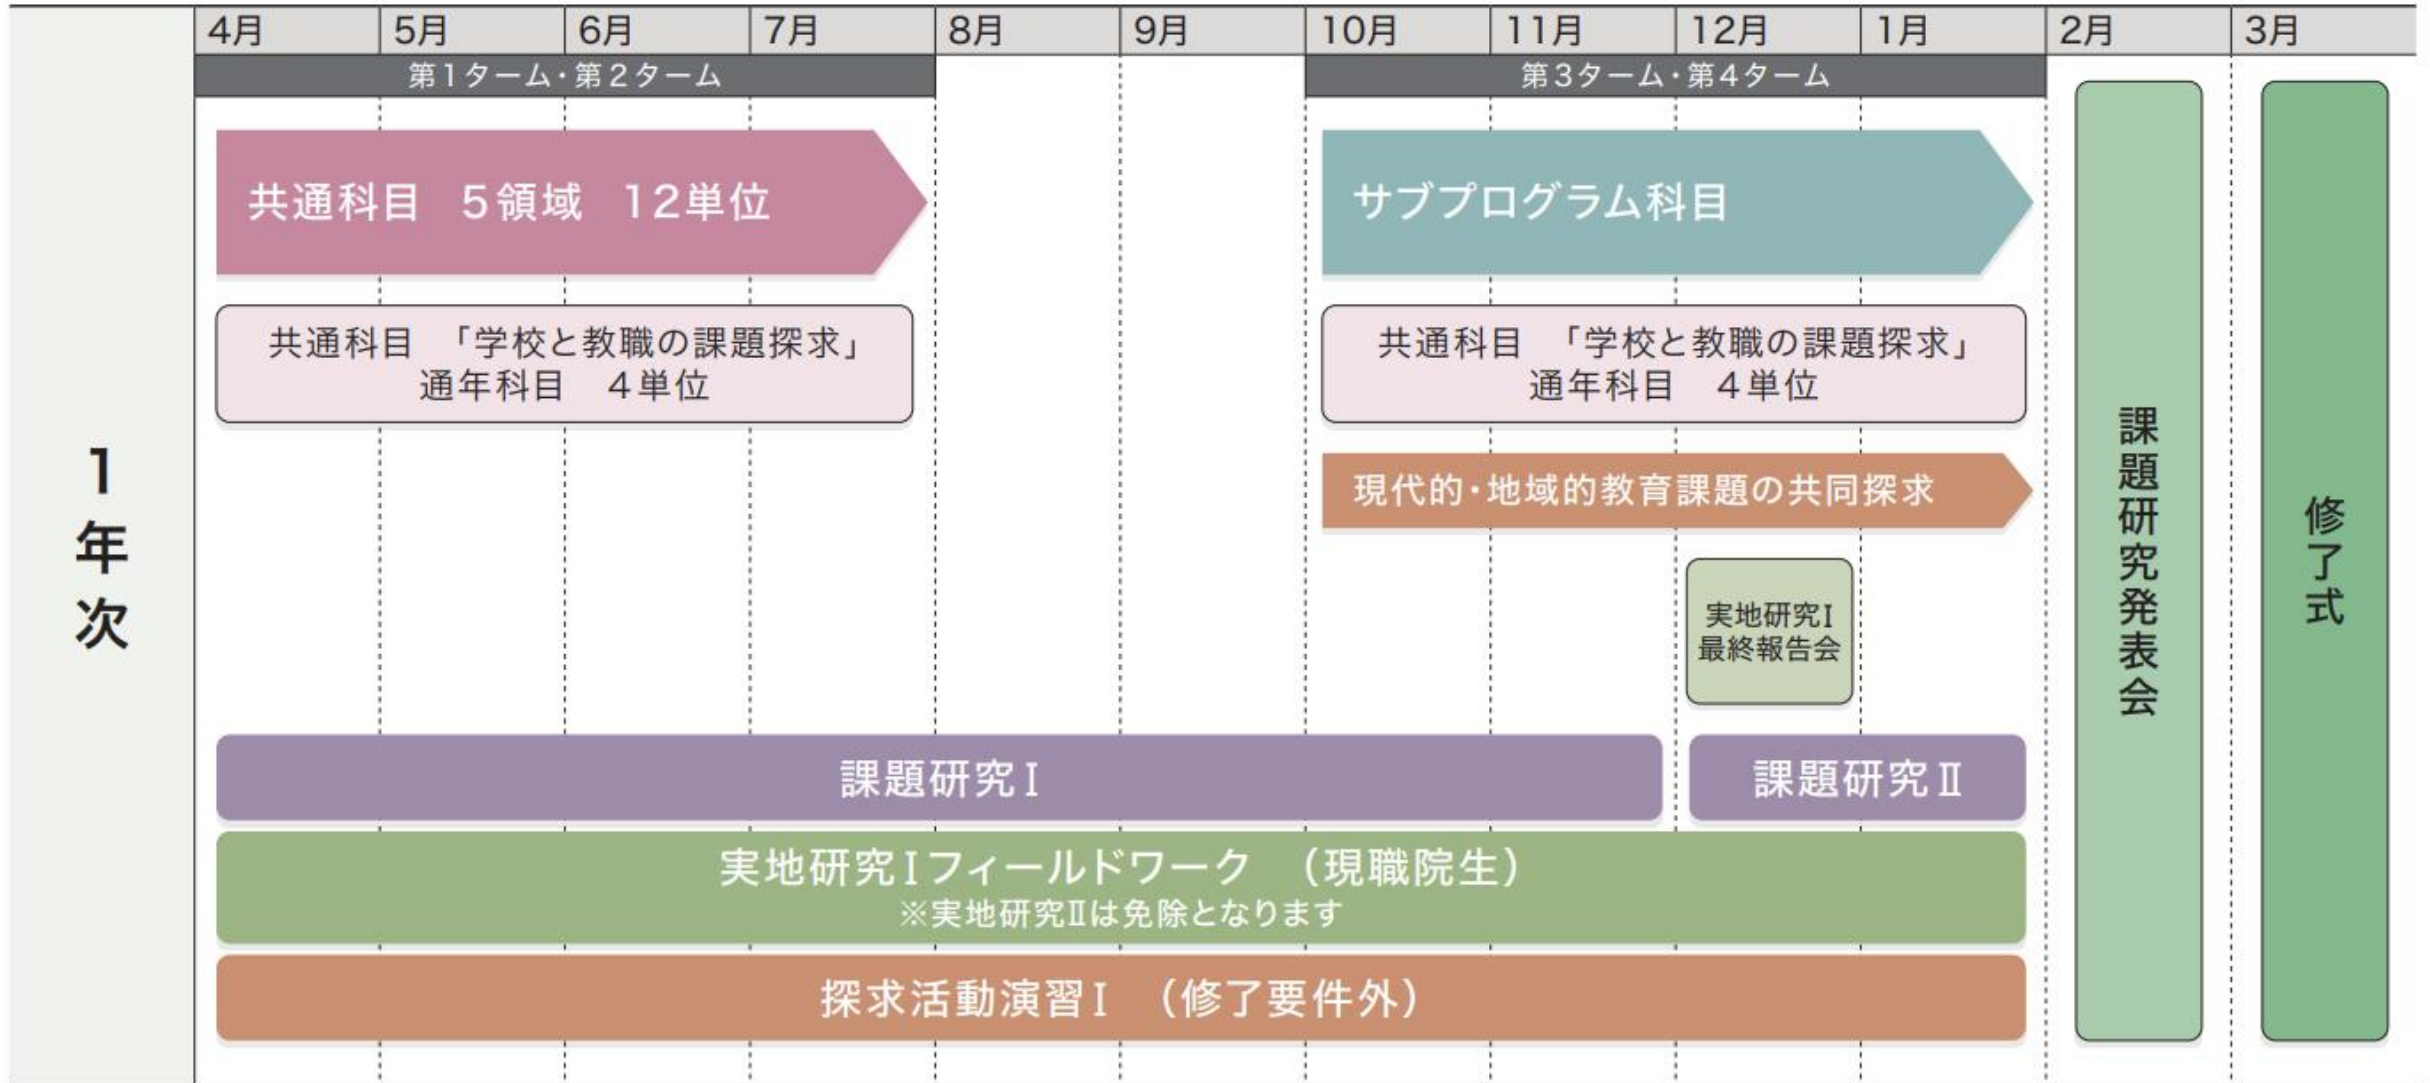 4月
5月
6月
7月
8月
9月
10月
11月
12月
1月
2月
3月
第1ターム・第2ターム
第3ターム・第4ターム
1年次
共通科目 5領域 12単位
サブプログラム科目
共通科目 「学校と教職の課題探求」
通年科目 4単位
共通科目 「学校と教職の課題探求」
通年科目 4単位
現代的・地域的教育課題の共同探求
実地研究Ⅰ
最終報告会
課題研究Ⅰ
課題研究Ⅱ
実地研究Ⅰフィールドワーク （現職院生）
※実地研究Ⅱは免除となります
探求活動演習Ⅰ （修了要件外）
課題研究発表会
修了式